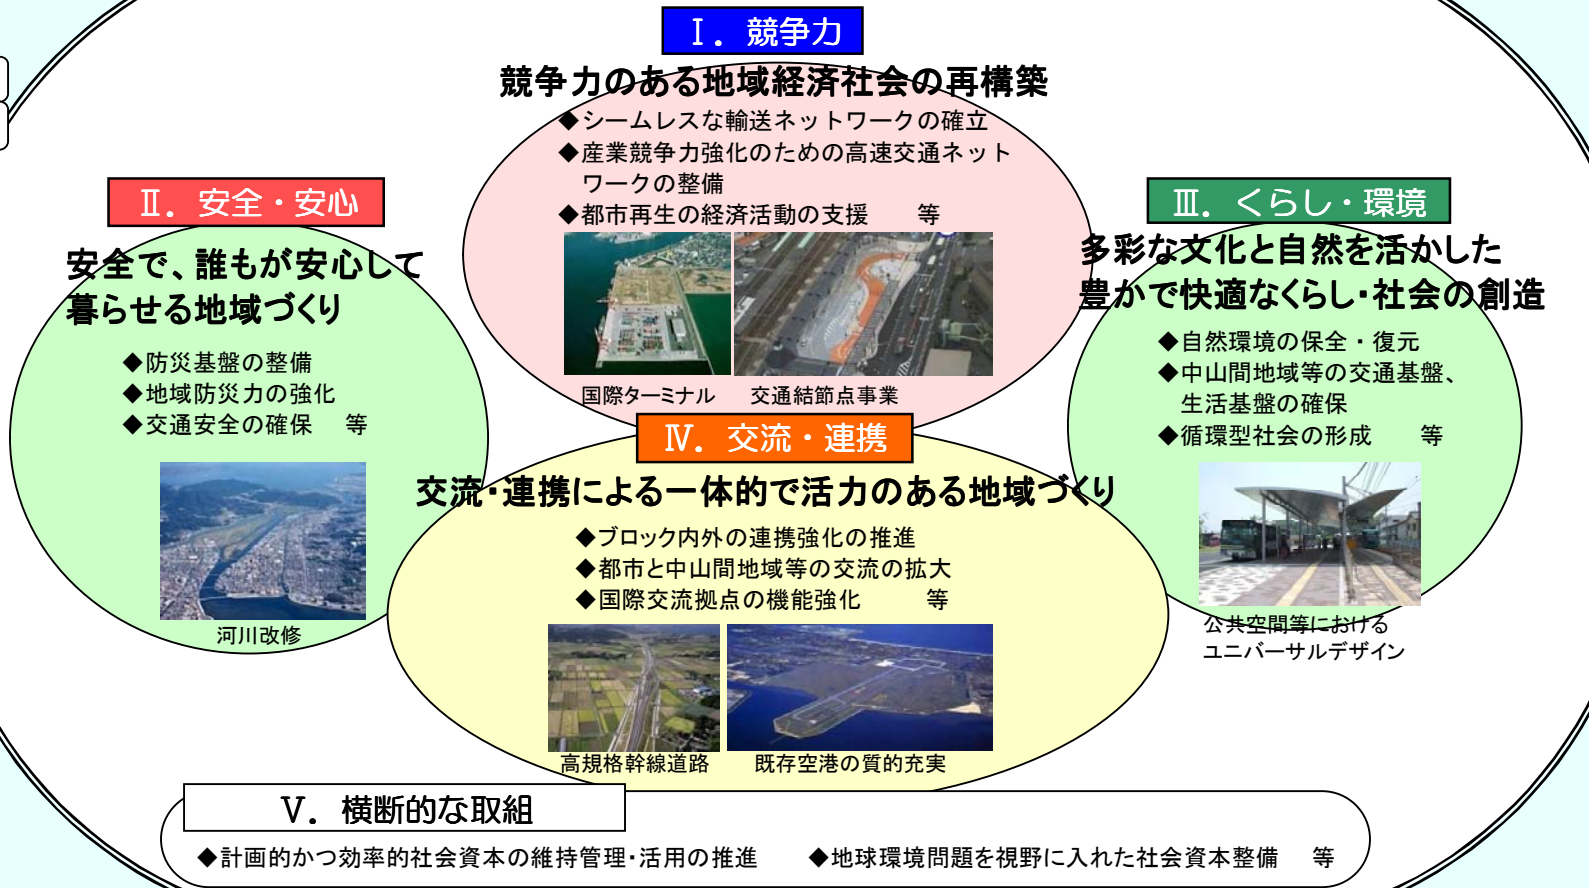 Ⅰ．競争力
競争力のある地域経済社会の再構築
◆シームレスな輸送ネットワークの確立
◆産業競争力強化のための高速交通ネット
ワークの整備
◆都市再生の経済活動の支援　　等
国際ターミナル　交通結節点事業
Ⅱ．安全・安心
安全で、誰もが安心して
暮らせる地域づくり
◆防災基盤の整備
◆地域防災力の強化
◆交通安全の確保　等
河川改修
Ⅲ．くらし・環境
多彩な文化と自然を活かした
豊かで快適なくらし・社会の創造
◆自然環境の保全・復元
◆中山間地域等の交通基盤、
生活基盤の確保
◆循環型社会の形成　　等
公共空間等における
ユニバーサルデザイン
Ⅳ．交流・連携
交流・連携による一体的で活力のある地域づくり
◆ブロック内外の連携強化の推進
◆都市と中山間地域等の交流の拡大
◆国際交流拠点の機能強化　　等
高規格幹線道路　既存空港の質的充実
Ⅴ．横断的な取組
◆計画的かつ効率的社会資本の維持管理・活用の推進　◆地球環境問題を視野に入れた社会資本整備　等